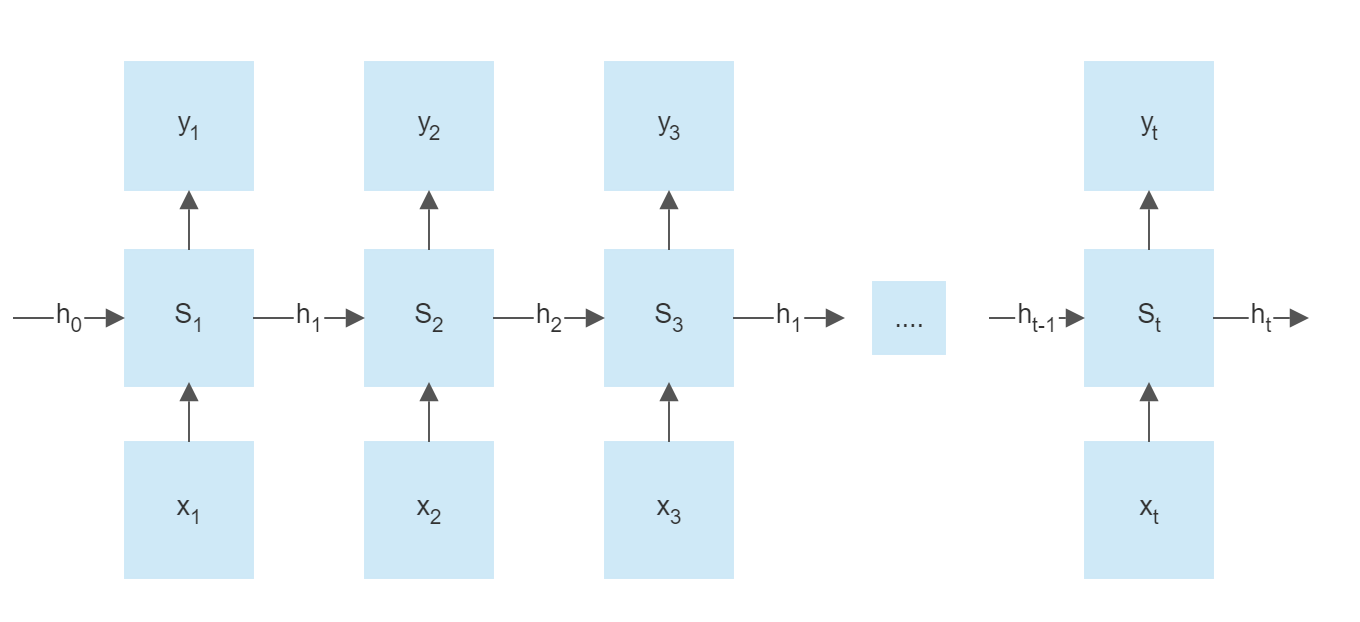 y₁ y₂ y₃ yₜ
h₀ S₁ h₁ S₂ h₂ S₃ h₁ .... hₜ₋₁ Sₜ hₜ
x₁ x₂ x₃ xₜ